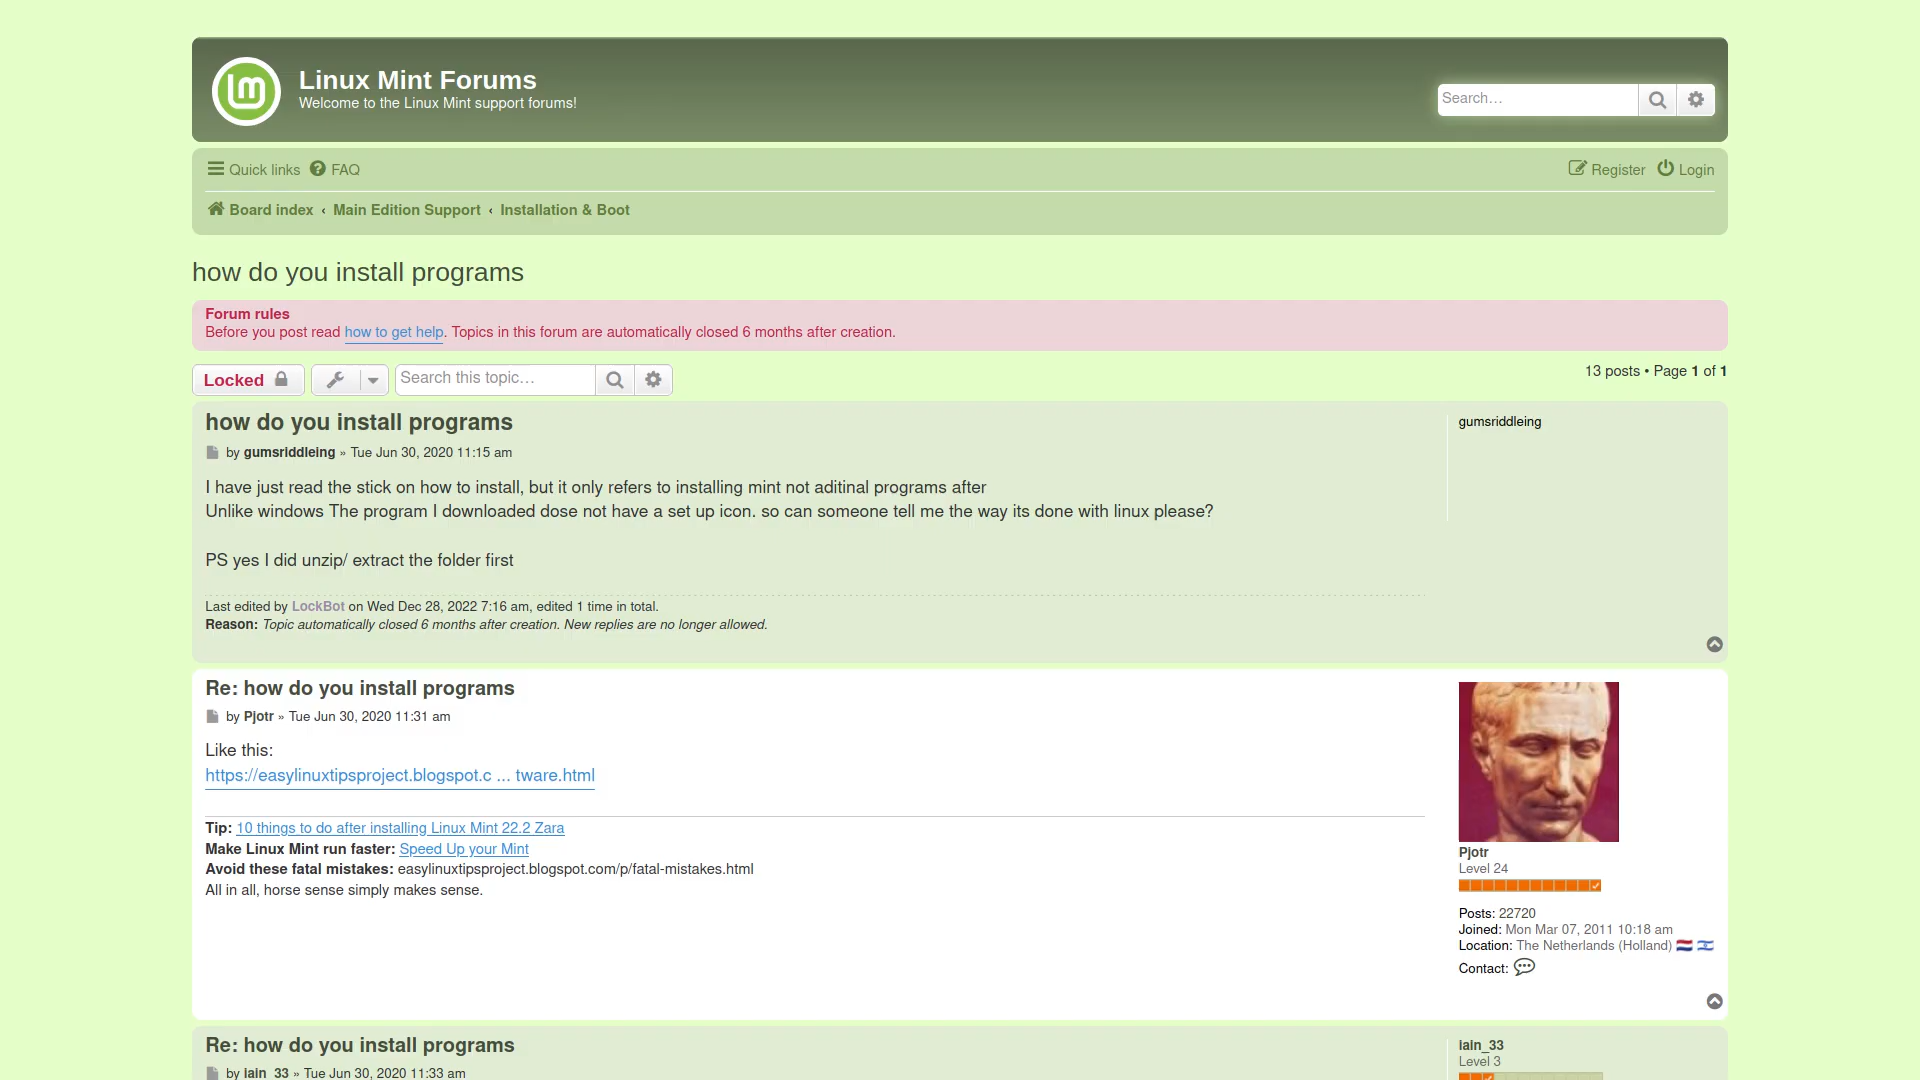 Linux Mint Forums
Welcome to the Linux Mint support forums!
Search…
Quick links FAQ
Register Login
Board index ‹ Main Edition Support ‹ Installation & Boot
how do you install programs
Forum rules
Before you post read how to get help. Topics in this forum are automatically closed 6 months after creation.
Locked
Search this topic…
13 posts • Page 1 of 1
how do you install programs
by gumsriddleing » Tue Jun 30, 2020 11:15 am
gumsriddleing
I have just read the stick on how to install, but it only refers to installing mint not aditinal programs after
Unlike windows The program I downloaded dose not have a set up icon. so can someone tell me the way its done with linux please?
PS yes I did unzip/ extract the folder first
Last edited by LockBot on Wed Dec 28, 2022 7:16 am, edited 1 time in total.
Reason: Topic automatically closed 6 months after creation. New replies are no longer allowed.
Re: how do you install programs
by Pjotr » Tue Jun 30, 2020 11:31 am
Like this:
https://easylinuxtipsproject.blogspot.c ... tware.html
Tip: 10 things to do after installing Linux Mint 22.2 Zara
Make Linux Mint run faster: Speed Up your Mint
Avoid these fatal mistakes: easylinuxtipsproject.blogspot.com/p/fatal-mistakes.html
All in all, horse sense simply makes sense.
Pjotr
Level 24
Posts: 22720
Joined: Mon Mar 07, 2011 10:18 am
Location: The Netherlands (Holland) 🇳🇱 🇮🇱
Contact:
Re: how do you install programs
by iain_33 » Tue Jun 30, 2020 11:33 am
iain_33
Level 3